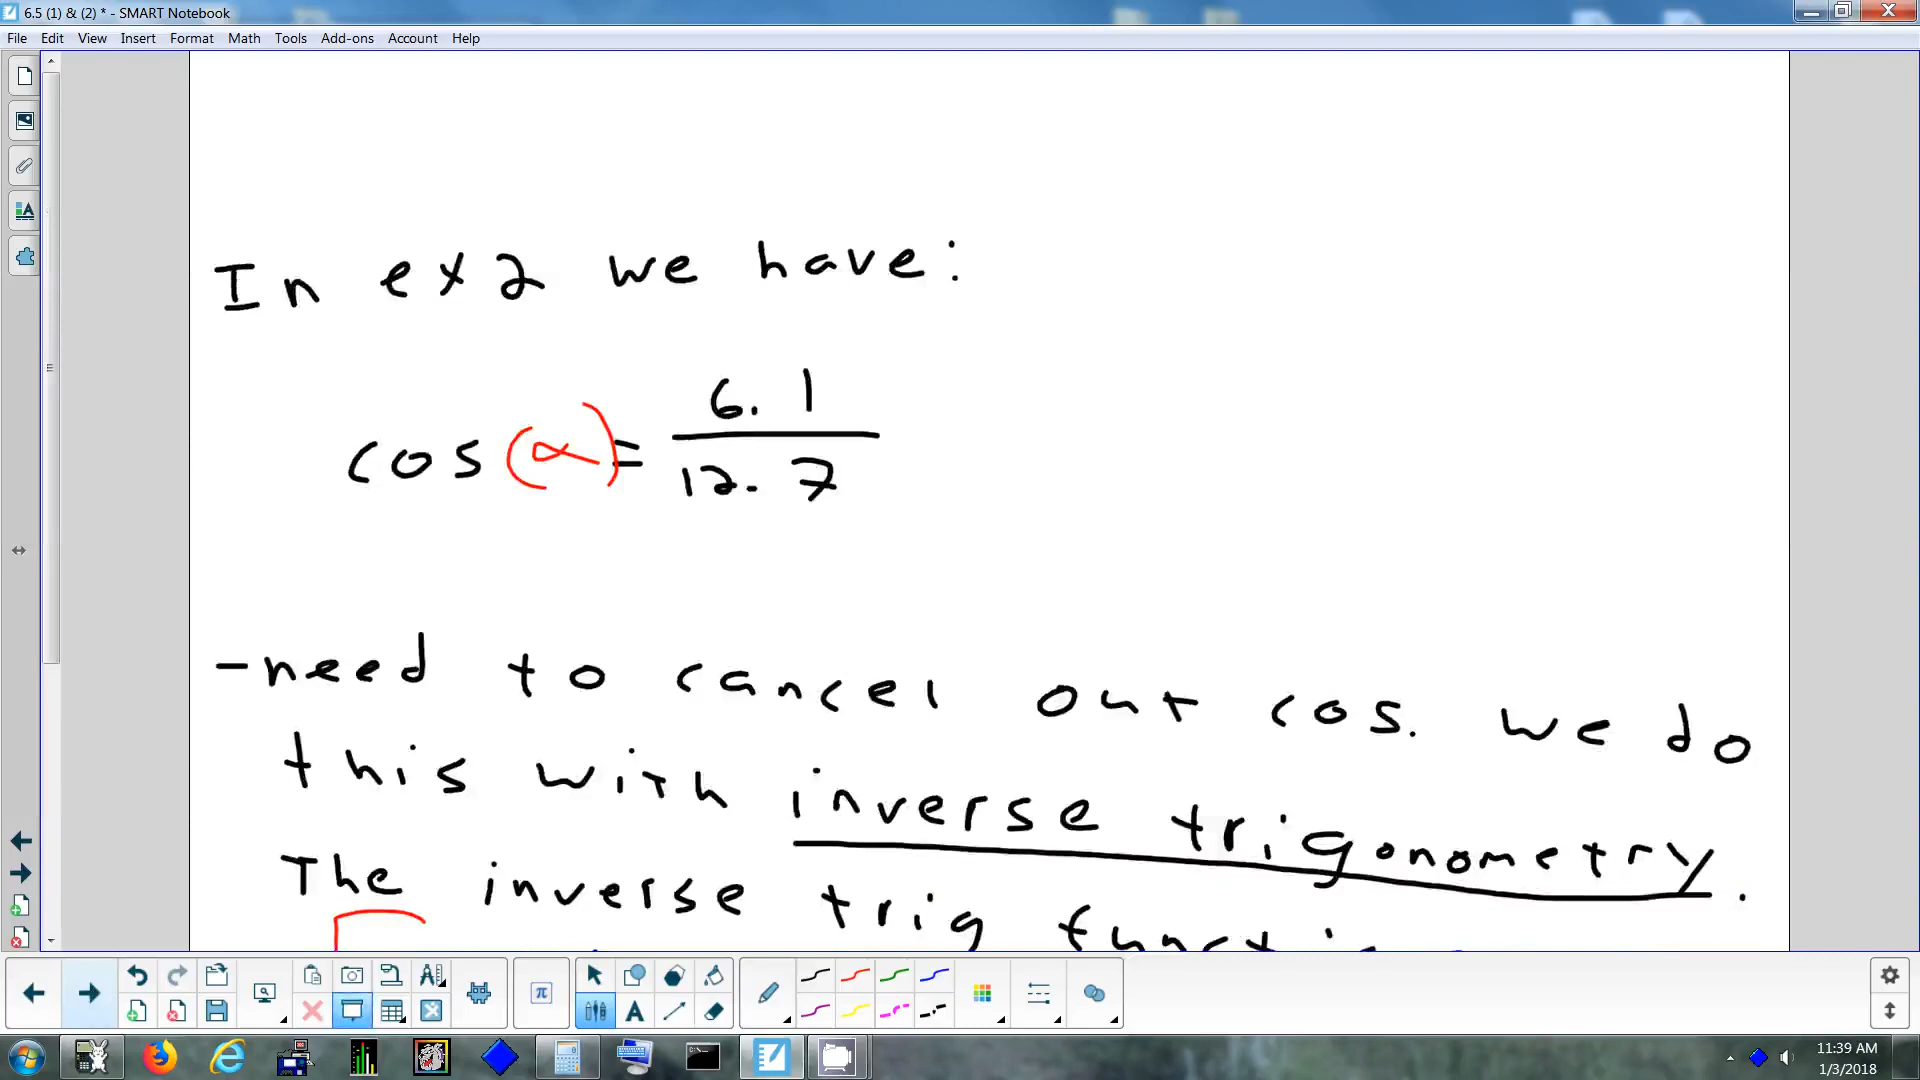 6.5 (1) & (2) * - SMART Notebook
File Edit View Insert Format Math Tools Add-ons Account Help
In ex 2 we have:
cos (α) = 6.1
12.7
-need to cancel out cos. we do
this with inverse trigonometry.
The inverse trig functio
11:39 AM
1/3/2018